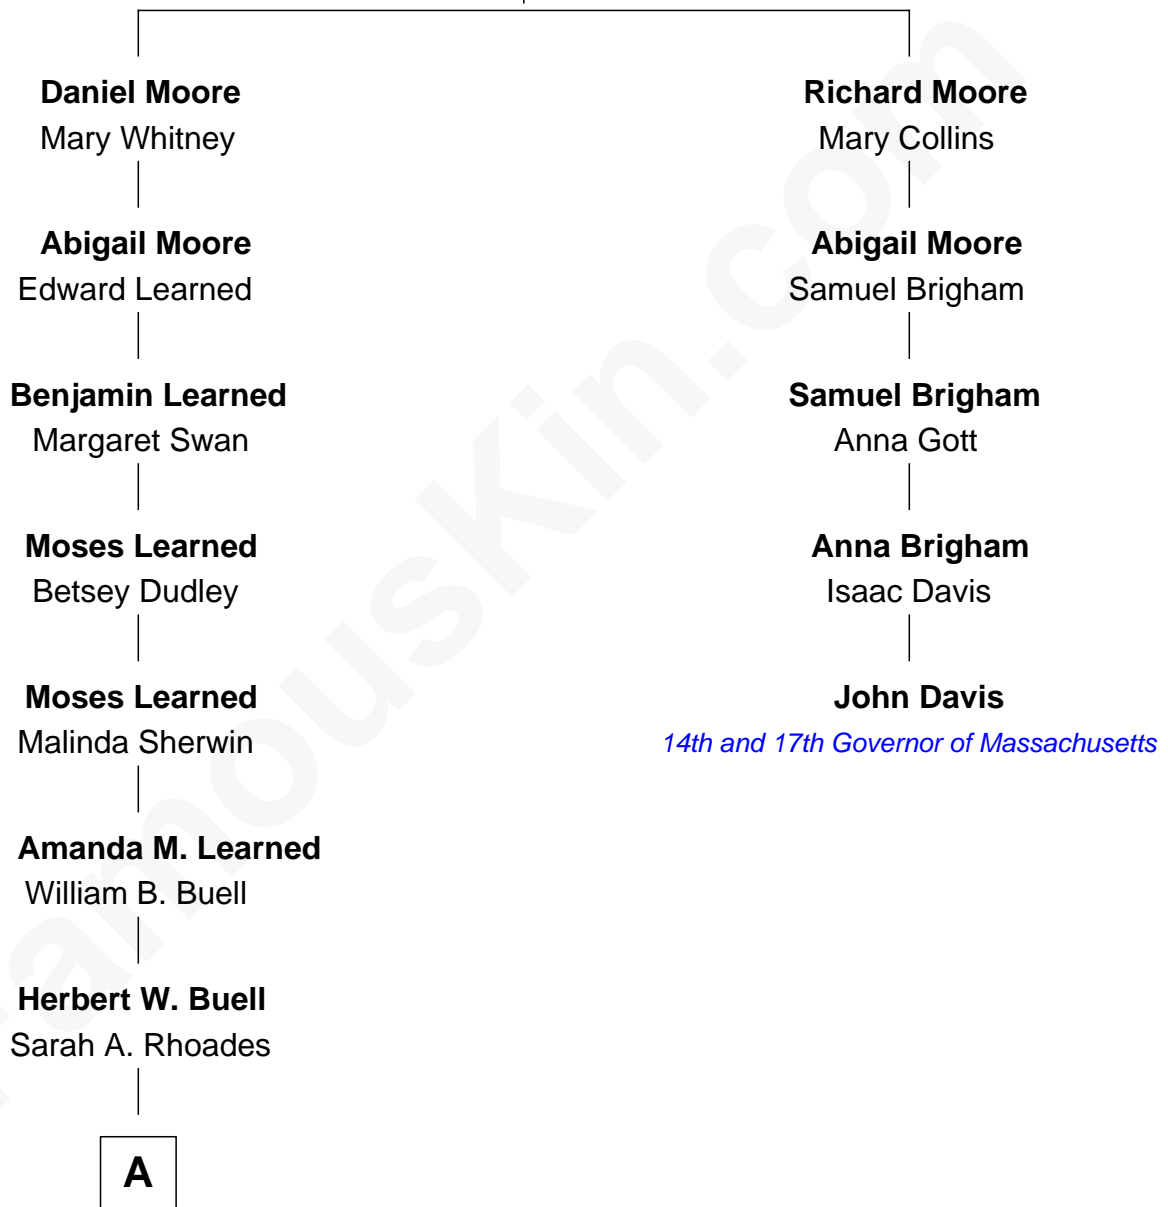 Daniel Moore
Mary Whitney
Richard Moore
Mary Collins
Abigail Moore
Edward Learned
Abigail Moore
Samuel Brigham
Benjamin Learned
Margaret Swan
Samuel Brigham
Anna Gott
Moses Learned
Betsey Dudley
Anna Brigham
Isaac Davis
Moses Learned
Malinda Sherwin
John Davis
14th and 17th Governor of Massachusetts
Amanda M. Learned
William B. Buell
Herbert W. Buell
Sarah A. Rhoades
A
FamousKin.com